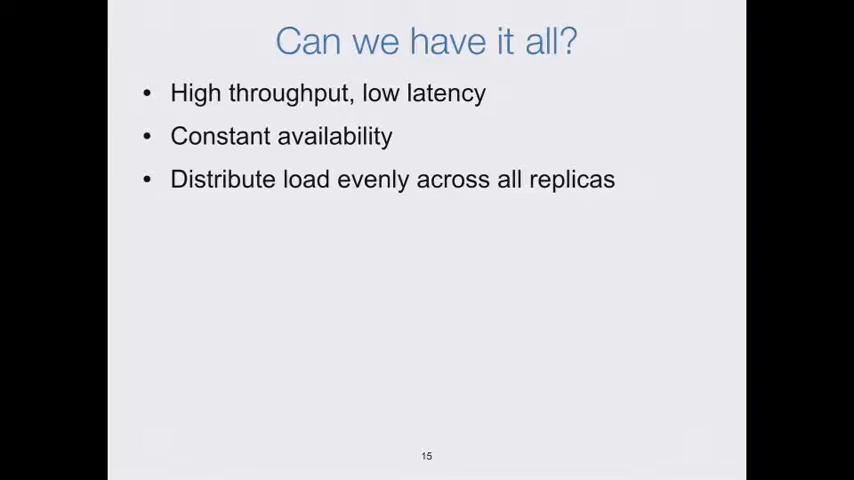 Can we have it all?
• High throughput, low latency
• Constant availability
• Distribute load evenly across all replicas
15